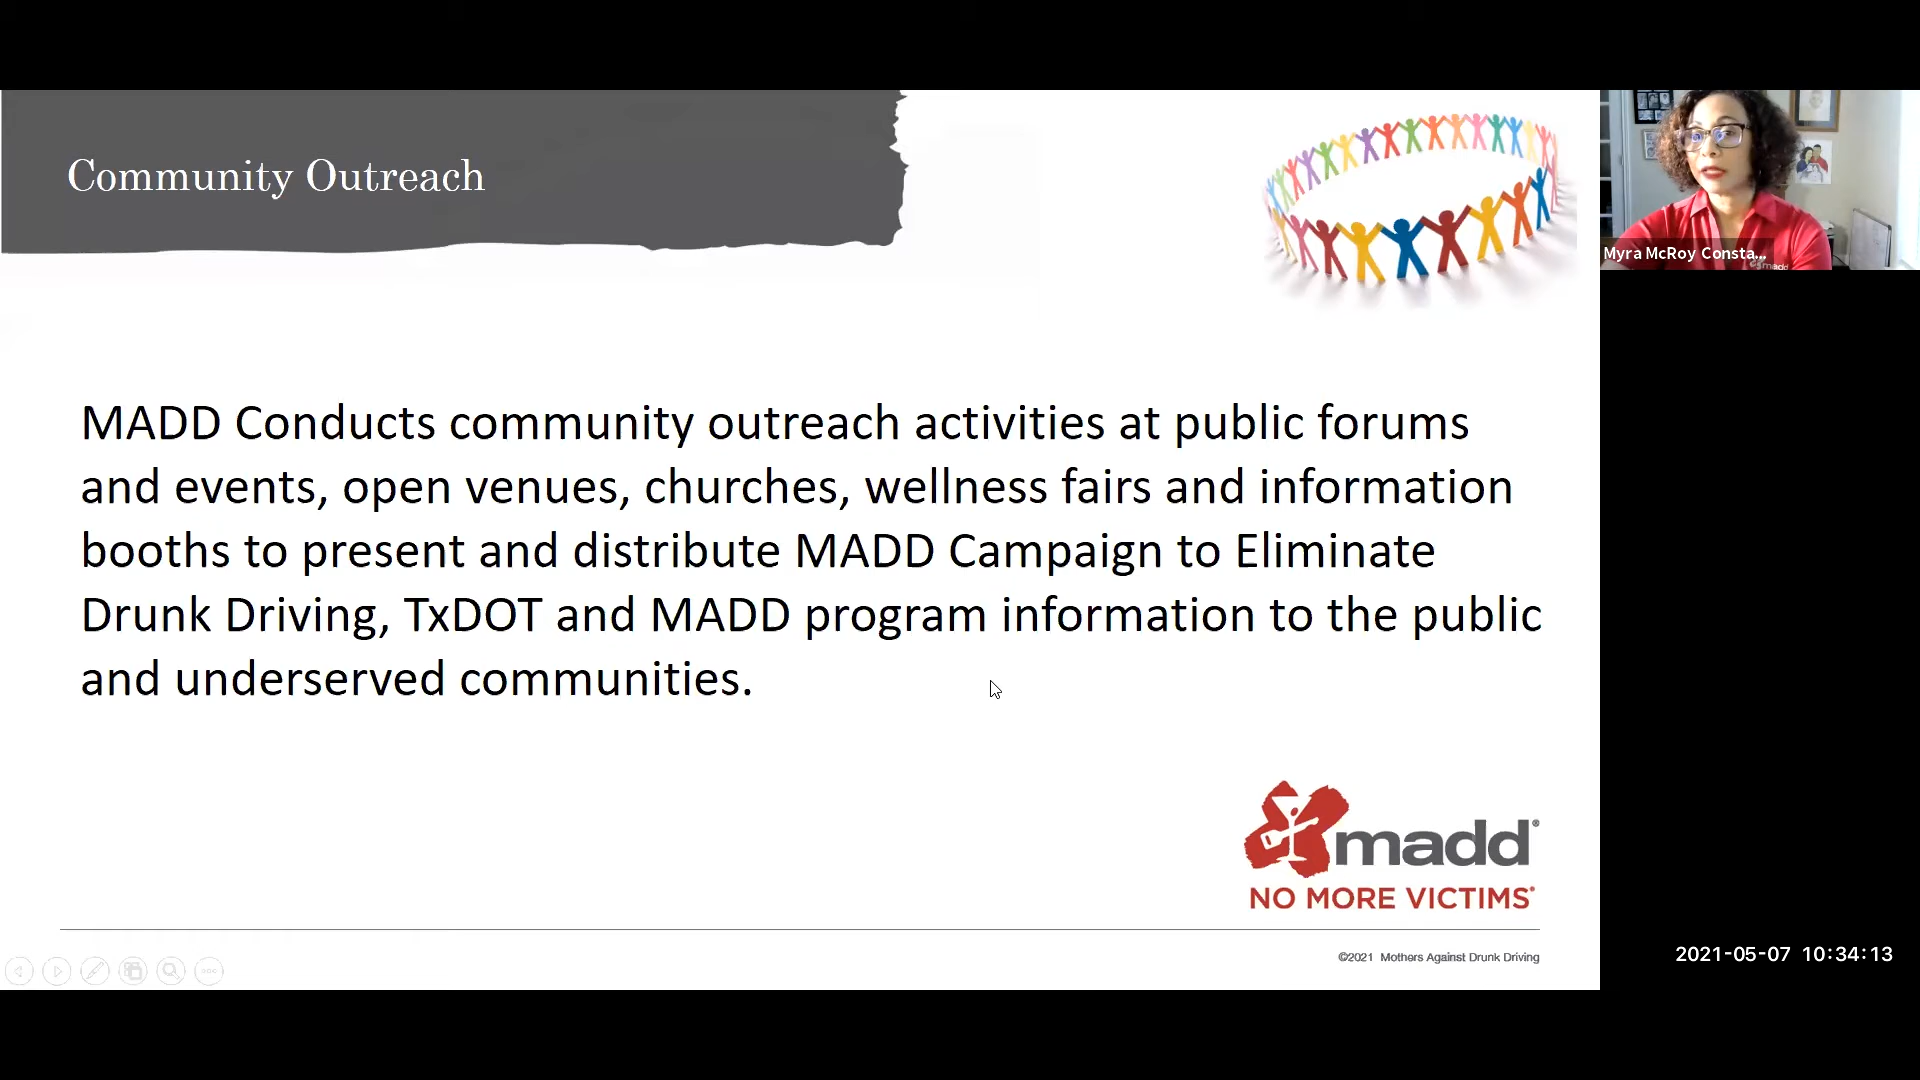 Community Outreach
Myra McRoy Consta...
madd
MADD Conducts community outreach activities at public forums
and events, open venues, churches, wellness fairs and information
booths to present and distribute MADD Campaign to Eliminate
Drunk Driving, TxDOT and MADD program information to the public
and underserved communities.
madd®
NO MORE VICTIMS®
©2021 Mothers Against Drunk Driving
2021-05-07 10:34:13